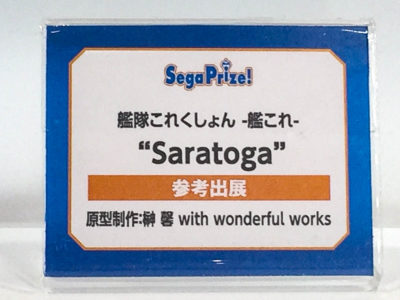 SegaPrize!
艦隊これくしょん -艦これ-
“Saratoga”
参考出展
原型制作:榊 馨 with wonderful works